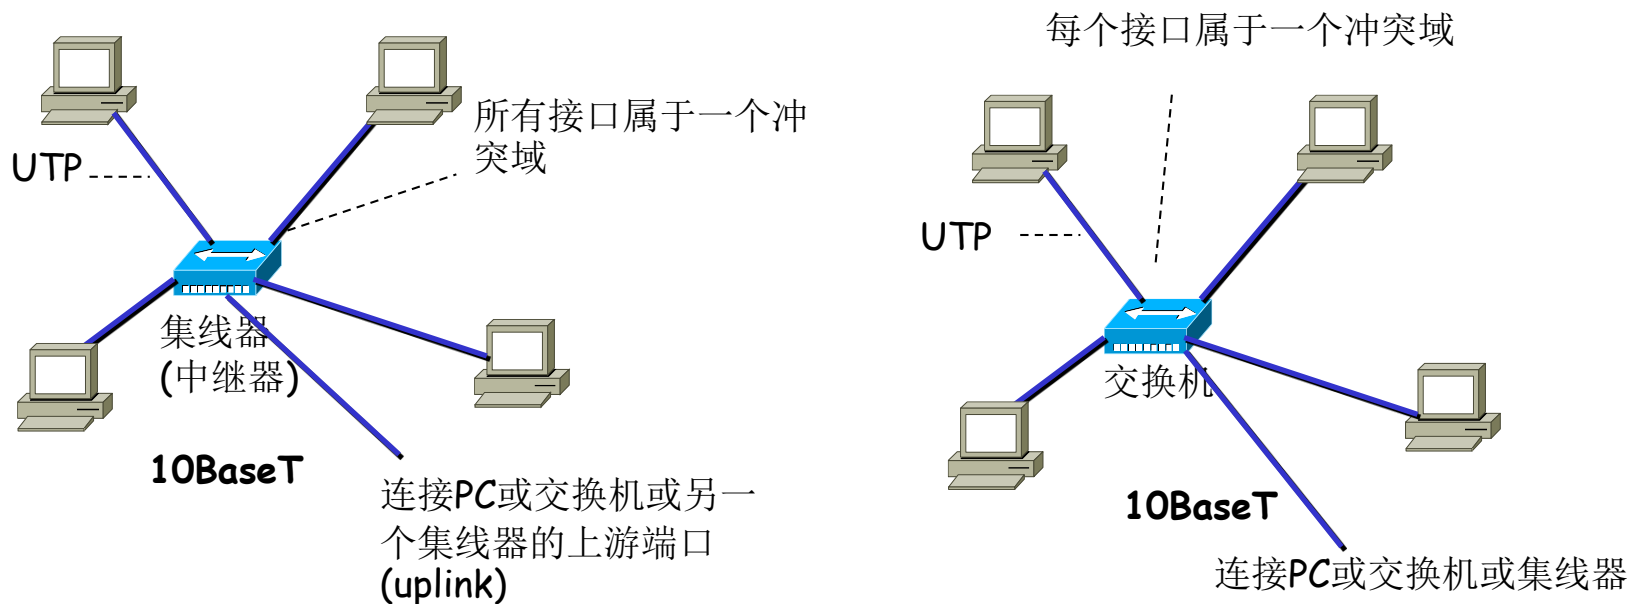 所有接口属于一个冲
突域
UTP
集线器
(中继器)
10BaseT
连接PC或交换机或另一
个集线器的上游端口
(uplink)
每个接口属于一个冲突域
UTP
交换机
10BaseT
连接PC或交换机或集线器